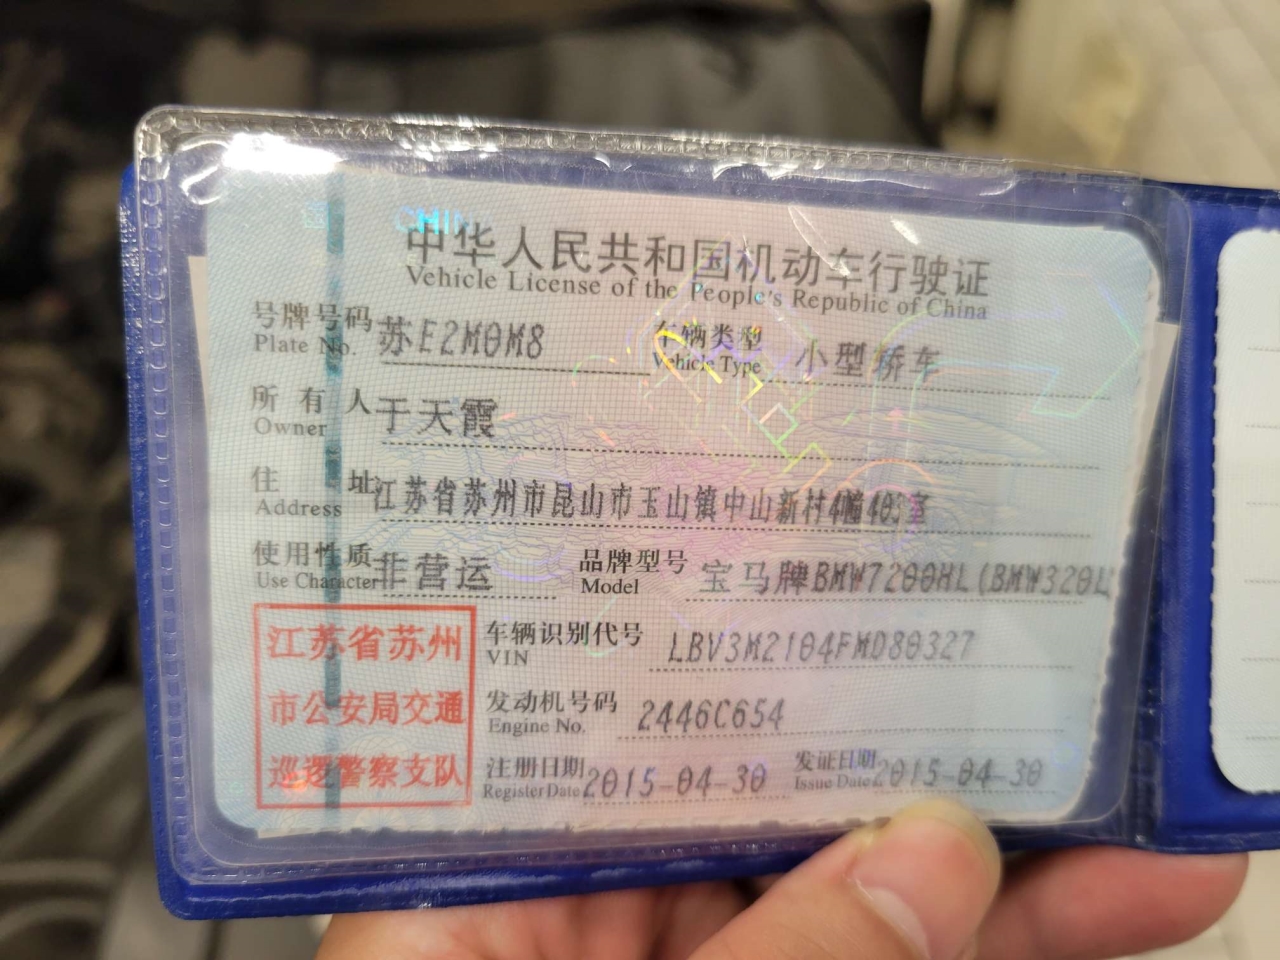 CHIN
中华人民共和国机动车行驶证
Vehicle License of the People's Republic of China
号牌号码 苏E2M0M8 车辆类型 小型轿车
Plate No. Vehicle Type
所有人 于天霞
Owner
住址 江苏省苏州市昆山市玉山镇中山新村4幢403室
Address
使用性质 非营运 品牌型号 宝马牌BMW7200HL(BMW320L
Use Character Model
江苏省苏州
市公安局交通
巡逻警察支队
车辆识别代号 LBV3M2104FMD80327
VIN
发动机号码 2446C654
Engine No.
注册日期 2015-04-30 发证日期 2015-04-30
Register Date Issue Date